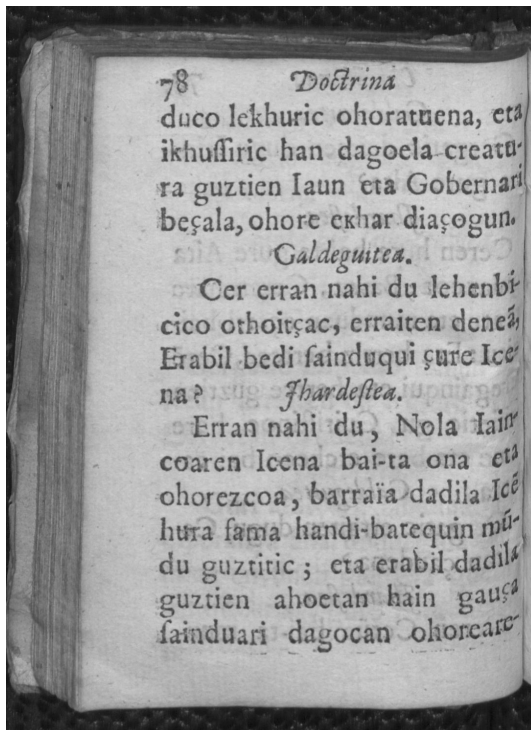 78 Doctrina
duco lekhuric ohoratuena, eta
ikhuſſiric han dagoela creatu-
ra guztien Iaun eta Gobernari
beçala, ohore ekhar diaçogun.
Galdeguitea.
Cer erran nahi du lehenbi-
cico othoitçac, erraiten deneã,
Erabil bedi ſainduqui çure Ice-
na? Jhardeſtea.
Erran nahi du, Nola Iain-
coaren Icena bai-ta ona eta
ohorezcoa, barraïa dadila Icẽ
hura fama handi-batequin mũ-
du guztitic; eta erabil dadila
guztien ahoetan hain gauça
ſainduari dagocan ohoreare-